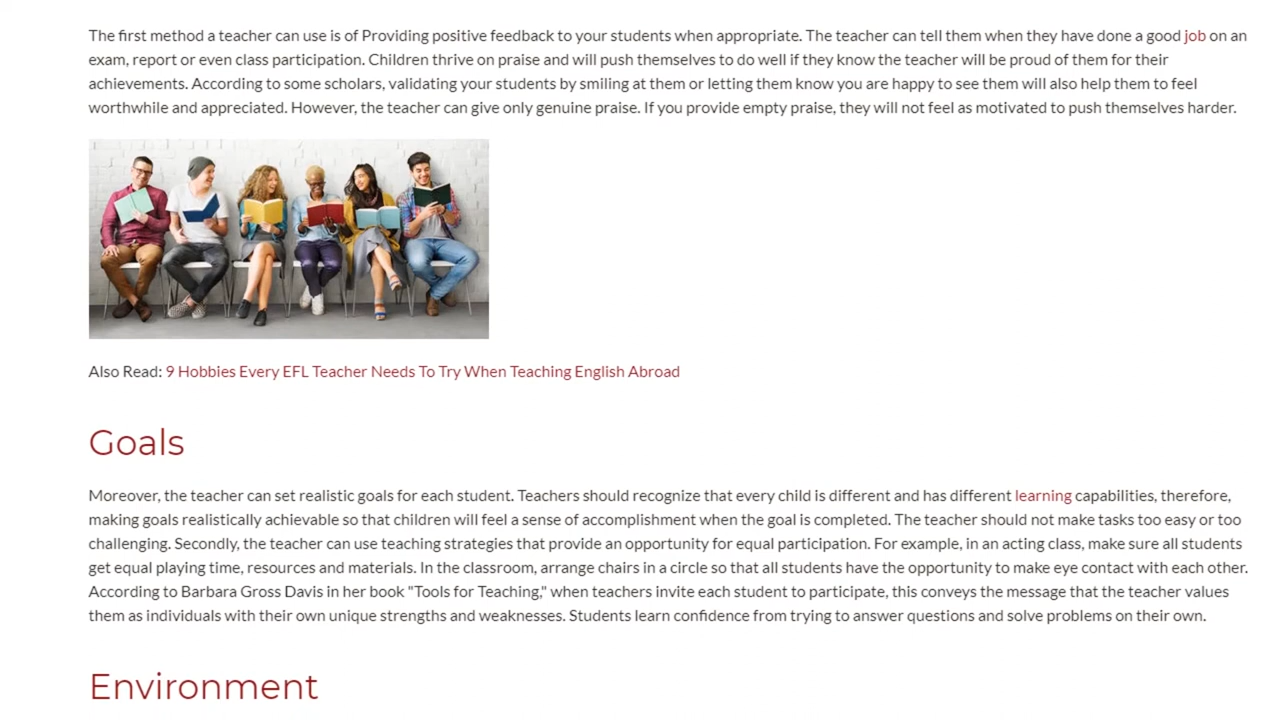 The first method a teacher can use is of Providing positive feedback to your students when appropriate. The teacher can tell them when they have done a good job on an
exam, report or even class participation. Children thrive on praise and will push themselves to do well if they know the teacher will be proud of them for their
achievements. According to some scholars, validating your students by smiling at them or letting them know you are happy to see them will also help them to feel
worthwhile and appreciated. However, the teacher can give only genuine praise. If you provide empty praise, they will not feel as motivated to push themselves harder.
Also Read: 9 Hobbies Every EFL Teacher Needs To Try When Teaching English Abroad
Goals
Moreover, the teacher can set realistic goals for each student. Teachers should recognize that every child is different and has different learning capabilities, therefore,
making goals realistically achievable so that children will feel a sense of accomplishment when the goal is completed. The teacher should not make tasks too easy or too
challenging. Secondly, the teacher can use teaching strategies that provide an opportunity for equal participation. For example, in an acting class, make sure all students
get equal playing time, resources and materials. In the classroom, arrange chairs in a circle so that all students have the opportunity to make eye contact with each other.
According to Barbara Gross Davis in her book "Tools for Teaching," when teachers invite each student to participate, this conveys the message that the teacher values
them as individuals with their own unique strengths and weaknesses. Students learn confidence from trying to answer questions and solve problems on their own.
Environment